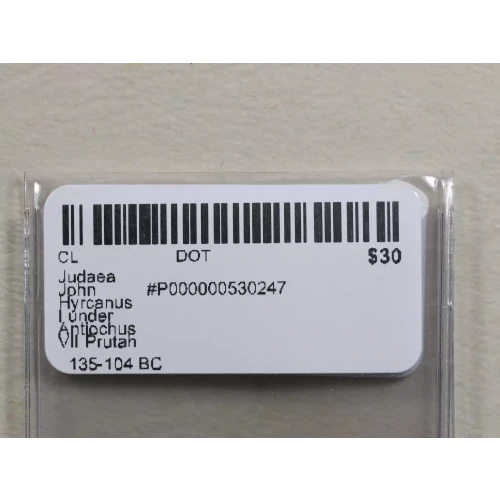 CL DOT $30
Judaea
John #P000000530247
Hyrcanus
I under
Antiochus
VII Prutah
135-104 BC